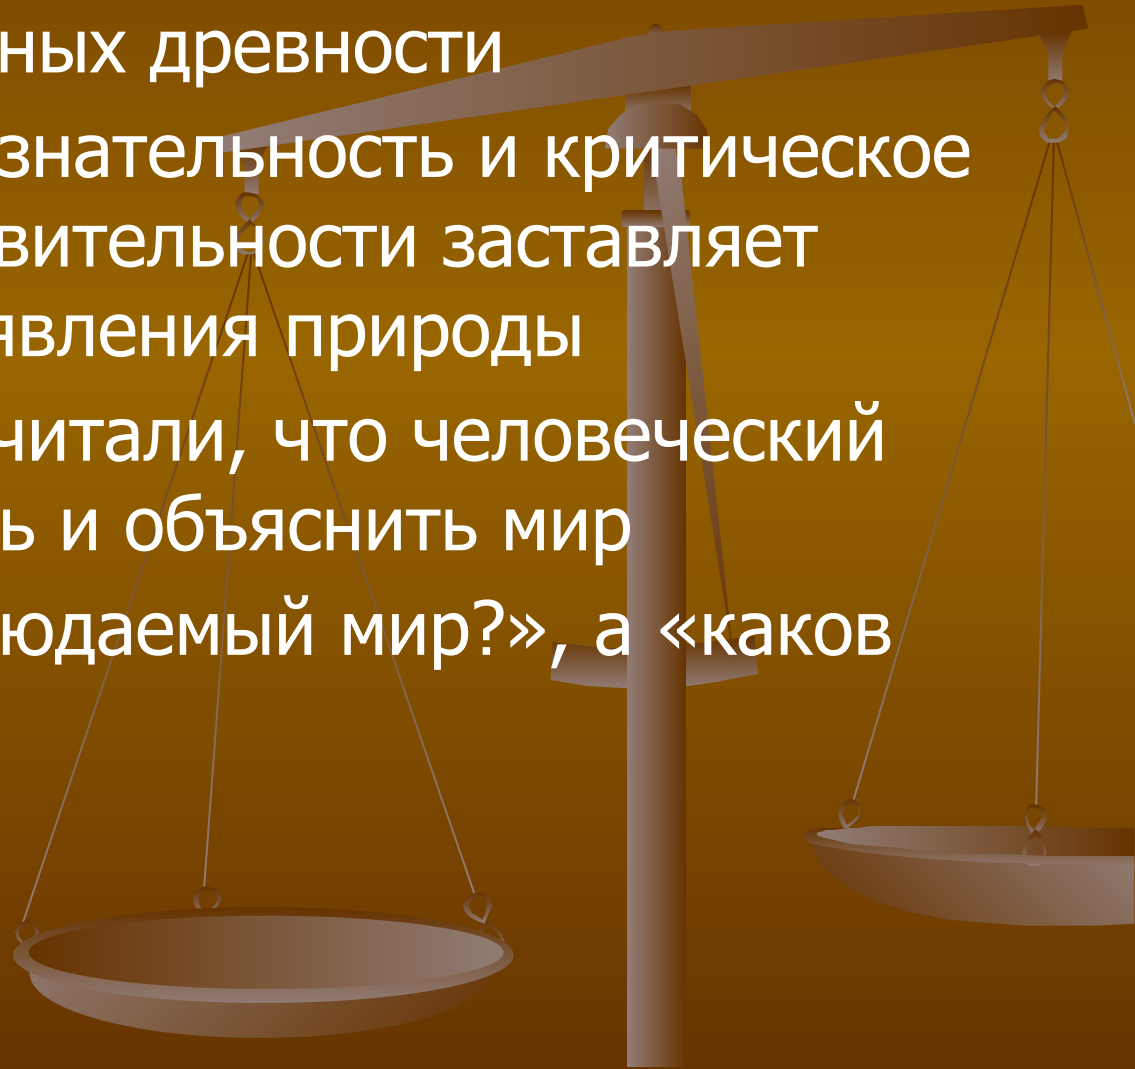 ных древности
знательность и критическое
вительности заставляет
явления природы
читали, что человеческий
ь и объяснить мир
юдаемый мир?», а «каков